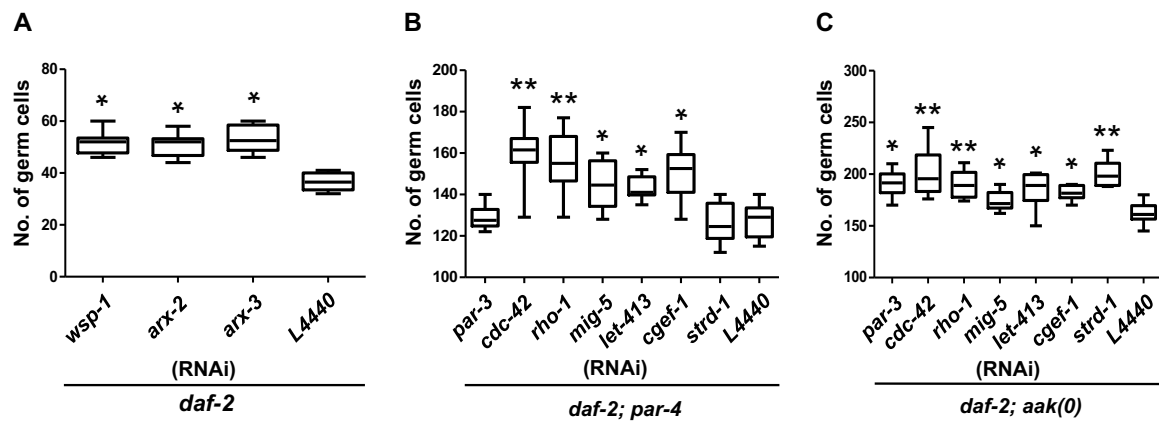 A
No. of germ cells
80
60
40
20
0
*
*
*
wsp-1
arx-2
arx-3
L4440
(RNAi)
daf-2
B
No. of germ cells
200
180
160
140
120
100
**
**
*
*
*
par-3
cdc-42
rho-1
mig-5
let-413
cgef-1
strd-1
L4440
(RNAi)
daf-2; par-4
C
No. of germ cells
300
250
200
150
100
*
**
**
*
*
*
**
par-3
cdc-42
rho-1
mig-5
let-413
cgef-1
strd-1
L4440
(RNAi)
daf-2; aak(0)